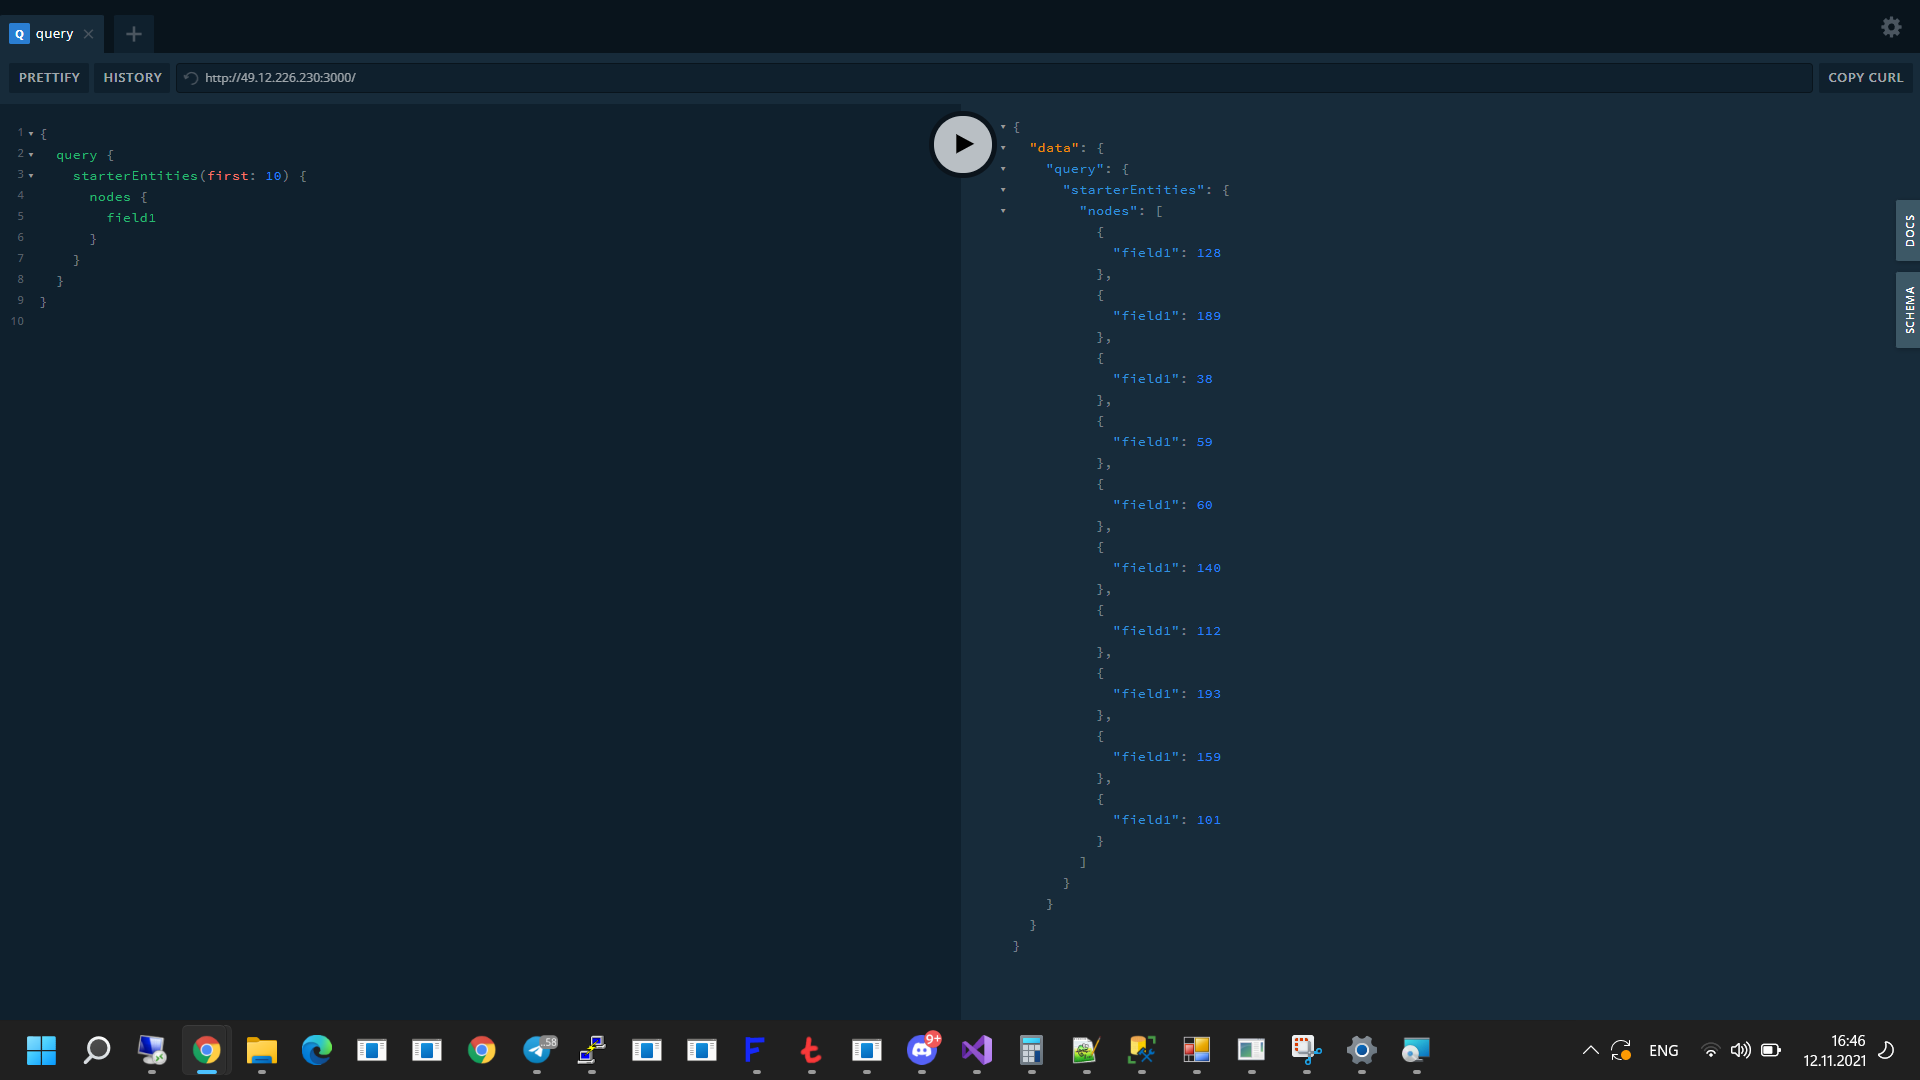 Q query
PRETTIFY HISTORY http://49.12.226.230:3000/ COPY CURL
1 {
2 query {
3 starterEntities(first: 10) {
4 nodes {
5 field1
6 }
7 }
8 }
9 }
10
{
"data": {
"query": {
"starterEntities": {
"nodes": [
{
"field1": 128
},
{
"field1": 189
},
{
"field1": 38
},
{
"field1": 59
},
{
"field1": 60
},
{
"field1": 140
},
{
"field1": 112
},
{
"field1": 193
},
{
"field1": 159
},
{
"field1": 101
}
]
}
}
}
}
DOCS
SCHEMA
58
9+
ENG
16:46
12.11.2021